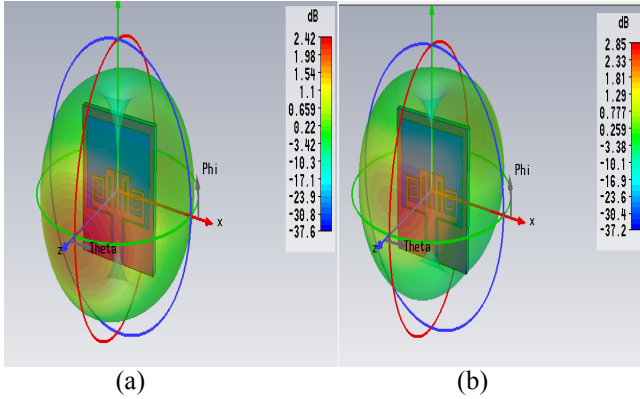 dB
2.42
1.98
1.54
1.1
0.659
0.22
-3.42
-10.3
-17.1
-23.9
-30.8
-37.6
Phi
x
z
Theta
(a)
dB
2.85
2.33
1.81
1.29
0.777
0.259
-3.38
-10.1
-16.9
-23.7
-30.4
-37.2
Phi
x
z
Theta
(b)